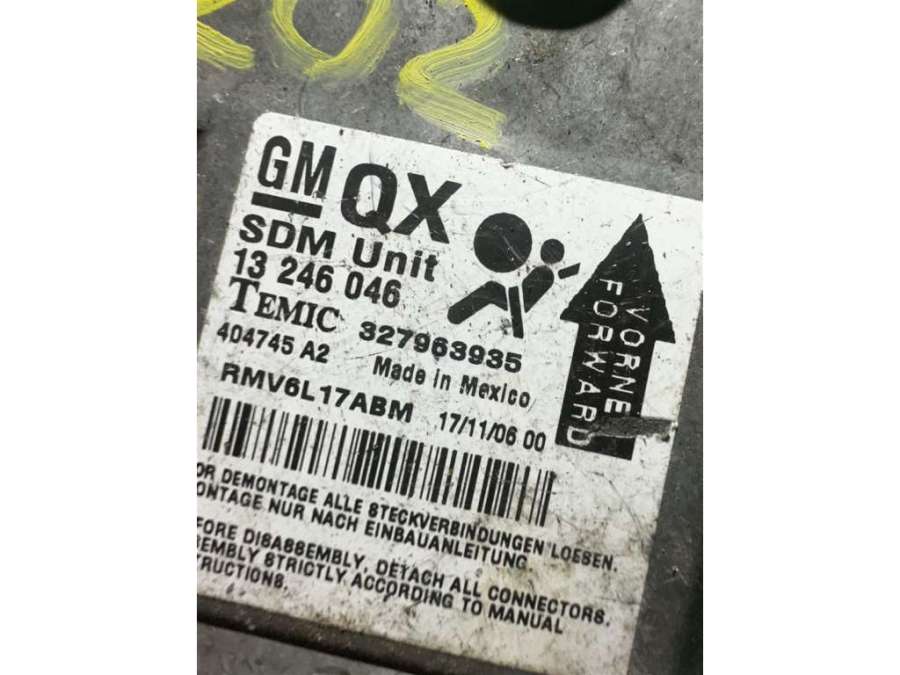 202
GM QX
SDM Unit
13 246 046
TEMIC 327963935
404745 A2 Made in Mexico
RMV6L17ABM 17/11/06 00
VORNE
FORWARD
OR DEMONTAGE ALLE STECKVERBINDUNGEN LOESEN.
ONTAGE NUR NACH EINBAUANLEITUNG
FORE DISASSEMBLY, DETACH ALL CONNECTORS.
EMBLY STRICTLY ACCORDING TO MANUAL
RUCTIONS.